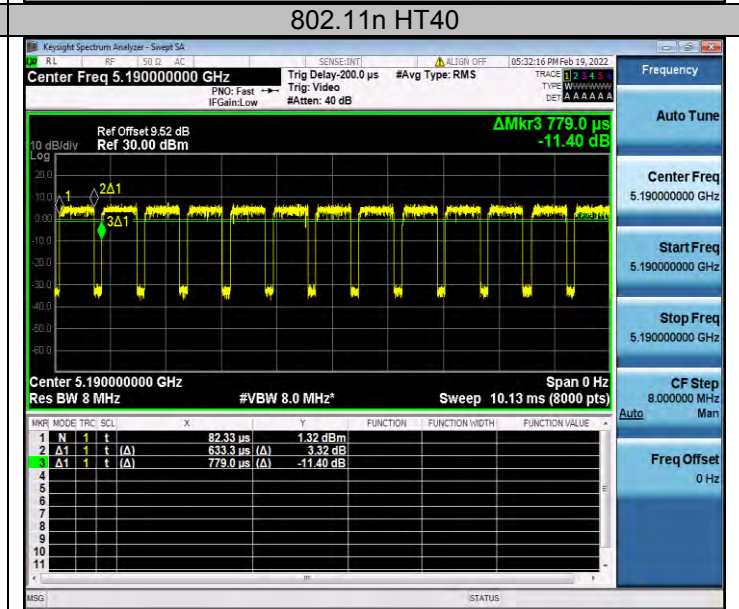 802.11n HT40
Keysight Spectrum Analyzer - Swept SA
RL RF 50 Ω AC SENSE:INT ALIGN OFF 05:32:16 PM Feb 19, 2022
Center Freq 5.190000000 GHz
PNO: Fast
IFGain:Low
Trig Delay-200.0 µs
Trig: Video
#Atten: 40 dB
#Avg Type: RMS
TRACE 1 2 3 4 5 6
TYPE WWWWWW
DET A A A A A A
Ref Offset 9.52 dB
10 dB/div Ref 30.00 dBm
Log
ΔMkr3 779.0 µs
-11.40 dB
20.0
10.0
0.00
-10.0
-20.0
-30.0
-40.0
-50.0
-60.0
1
2Δ1
3Δ1
Center 5.190000000 GHz Span 0 Hz
Res BW 8 MHz #VBW 8.0 MHz* Sweep 10.13 ms (8000 pts)
MKR MODE TRC SCL X Y FUNCTION FUNCTION WIDTH FUNCTION VALUE
1 N 1 t 82.33 µs 1.32 dBm
2 Δ1 1 t (Δ) 633.3 µs (Δ) 3.32 dB
3 Δ1 1 t (Δ) 779.0 µs (Δ) -11.40 dB
4
5
6
7
8
9
10
11
MSG STATUS
Frequency
Auto Tune
Center Freq
5.190000000 GHz
Start Freq
5.190000000 GHz
Stop Freq
5.190000000 GHz
CF Step
8.000000 MHz
Auto Man
Freq Offset
0 Hz